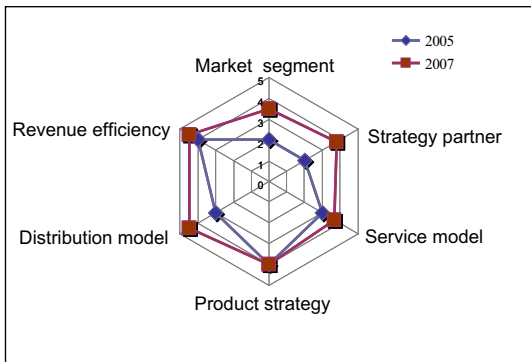 2005
2007
Market segment
5
4
3
2
1
0
Revenue efficiency
Strategy partner
Distribution model
Service model
Product strategy